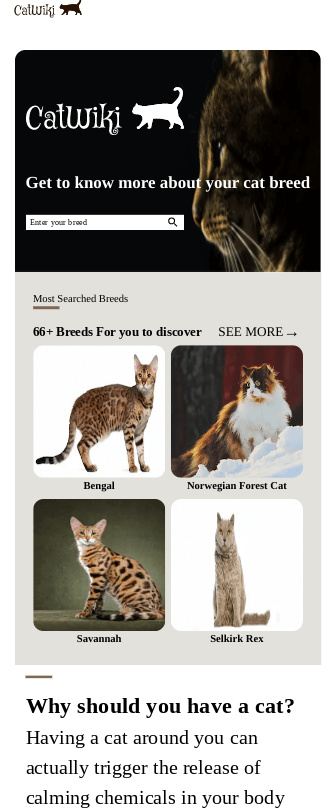 CatWiki
CatWiki
Get to know more about your cat breed
Enter your breed
Most Searched Breeds
66+ Breeds For you to discover
SEE MORE →
Bengal
Norwegian Forest Cat
Savannah
Selkirk Rex
Why should you have a cat?
Having a cat around you can
actually trigger the release of
calming chemicals in your body